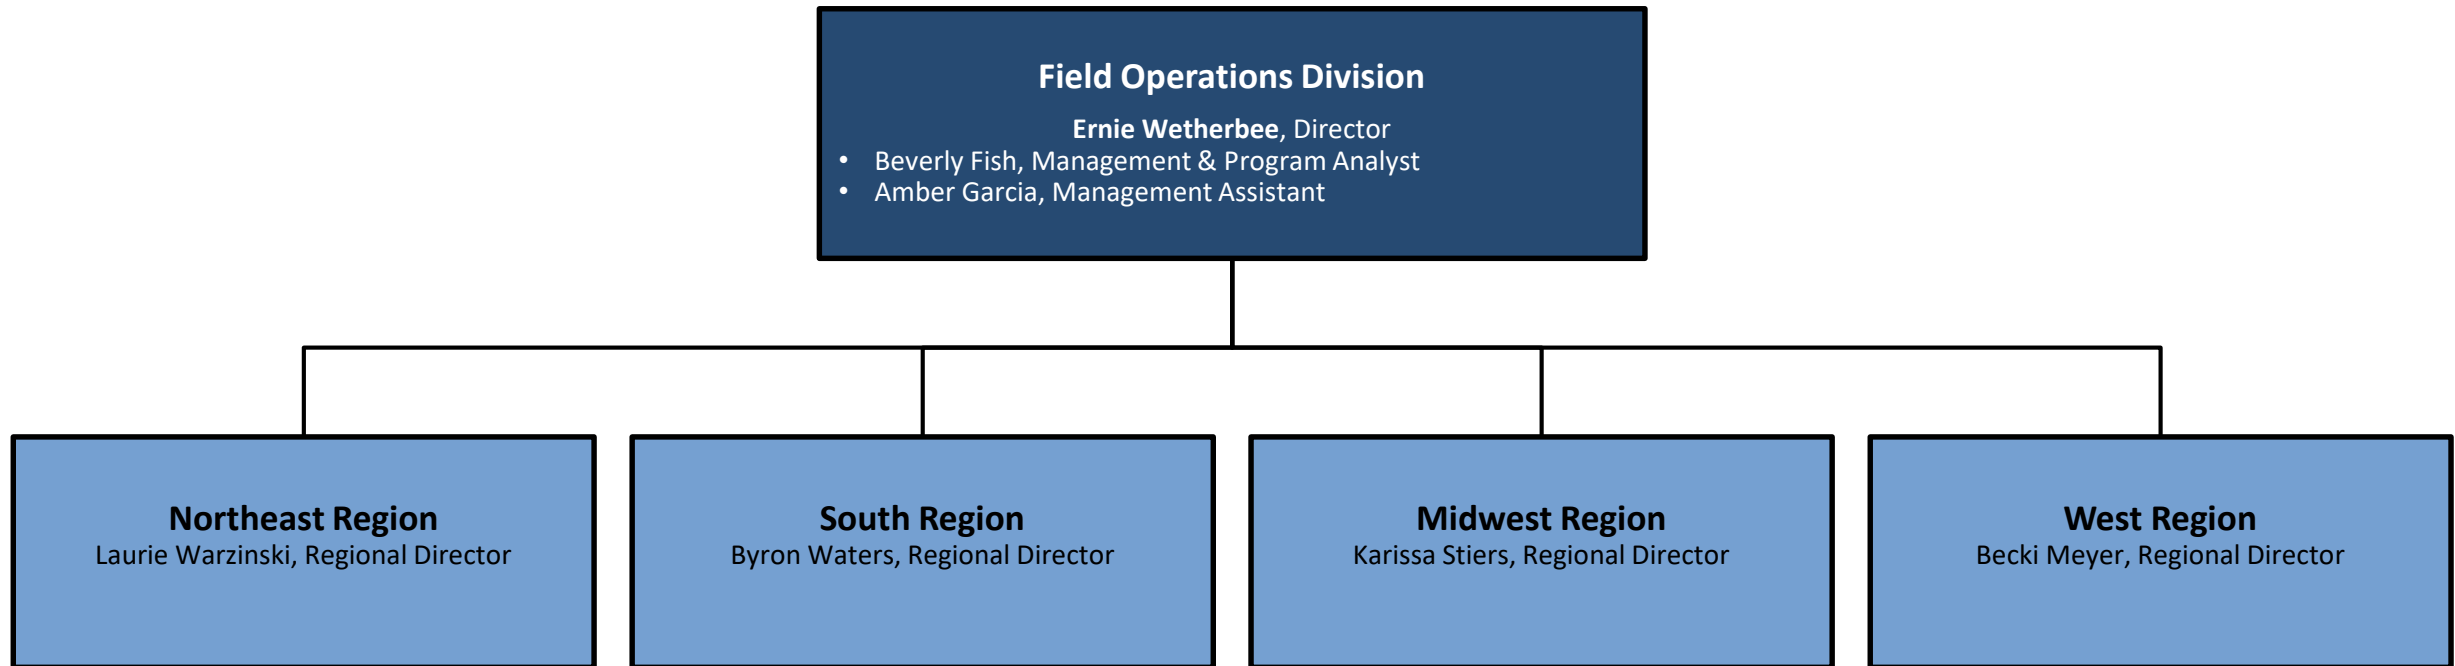 Field Operations Division
Ernie Wetherbee, Director
• Beverly Fish, Management & Program Analyst
• Amber Garcia, Management Assistant
Northeast Region
Laurie Warzinski, Regional Director
South Region
Byron Waters, Regional Director
Midwest Region
Karissa Stiers, Regional Director
West Region
Becki Meyer, Regional Director